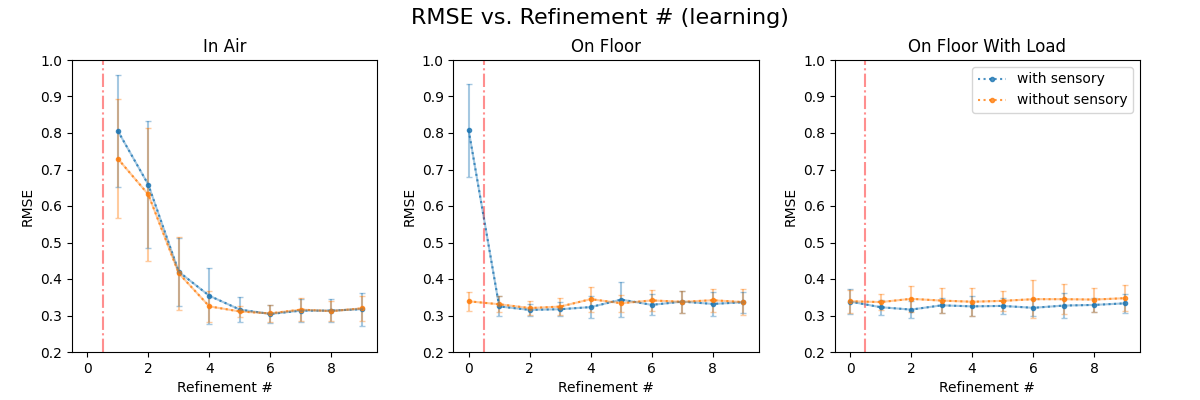 RMSE vs. Refinement # (learning)
In Air
1.0
0.9
0.8
0.7
0.6
0.5
0.4
0.3
0.2
RMSE
0 2 4 6 8
Refinement #
On Floor
1.0
0.9
0.8
0.7
0.6
0.5
0.4
0.3
0.2
RMSE
0 2 4 6 8
Refinement #
On Floor With Load
with sensory
without sensory
1.0
0.9
0.8
0.7
0.6
0.5
0.4
0.3
0.2
RMSE
0 2 4 6 8
Refinement #